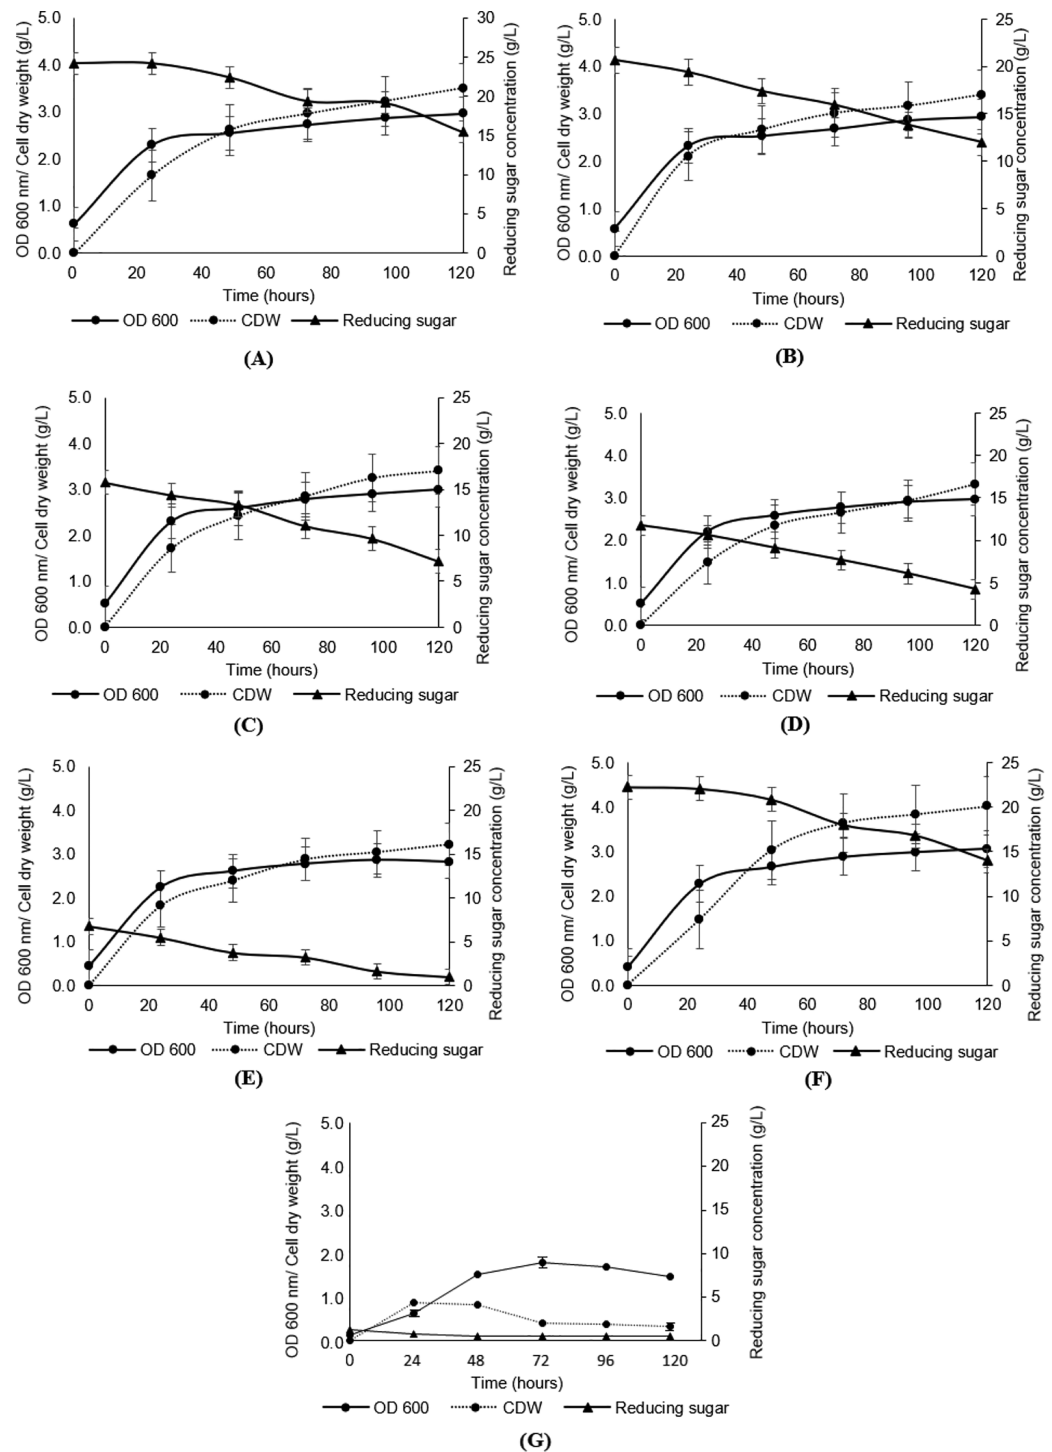 OD 600 nm/ Cell dry weight (g/L)
5.0
4.0
3.0
2.0
1.0
0.0
30
25
20
15
10
5
0
Reducing sugar concentration (g/L)
0 20 40 60 80 100 120
Time (hours)
OD 600 CDW Reducing sugar
(A)
OD 600 nm/ Cell dry weight (g/L)
5.0
4.0
3.0
2.0
1.0
0.0
25
20
15
10
5
0
Reducing sugar concentration (g/L)
0 20 40 60 80 100 120
Time (hours)
OD 600 CDW Reducing sugar
(B)
OD 600 nm/ Cell dry weight (g/L)
5.0
4.0
3.0
2.0
1.0
0.0
25
20
15
10
5
0
Reducing sugar concentration (g/L)
0 20 40 60 80 100 120
Time (hours)
OD 600 CDW Reducing sugar
(C)
OD 600 nm/ Cell dry weight (g/L)
5.0
4.0
3.0
2.0
1.0
0.0
25
20
15
10
5
0
Reducing sugar concentration (g/L)
0 20 40 60 80 100 120
Time (hours)
OD 600 CDW Reducing sugar
(D)
OD 600 nm/ Cell dry weight (g/L)
5.0
4.0
3.0
2.0
1.0
0.0
25
20
15
10
5
0
Reducing sugar concentration (g/L)
0 20 40 60 80 100 120
Time (hours)
OD 600 CDW Reducing sugar
(E)
OD 600 nm/ Cell dry weight (g/L)
5.0
4.0
3.0
2.0
1.0
0.0
25
20
15
10
5
0
Reducing sugar concentration (g/L)
0 20 40 60 80 100 120
Time (hours)
OD 600 CDW Reducing sugar
(F)
OD 600 nm/ Cell dry weight (g/L)
5.0
4.0
3.0
2.0
1.0
0.0
25
20
15
10
5
0
Reducing sugar concentration (g/L)
0 24 48 72 96 120
Time (hours)
OD 600 CDW Reducing sugar
(G)